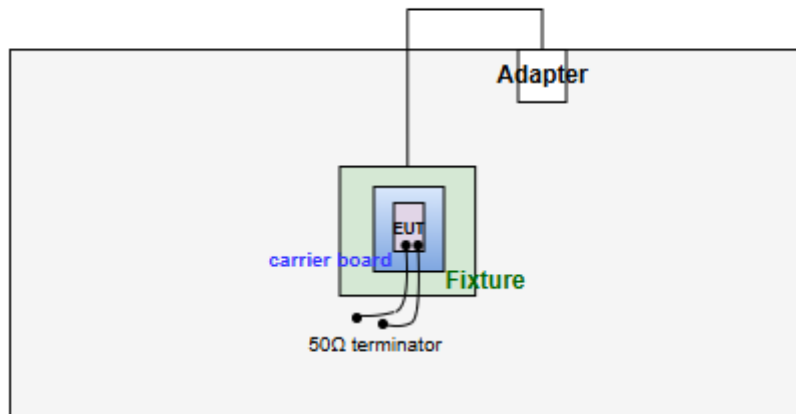 Adapter
EUT
carrier board
Fixture
50Ω terminator